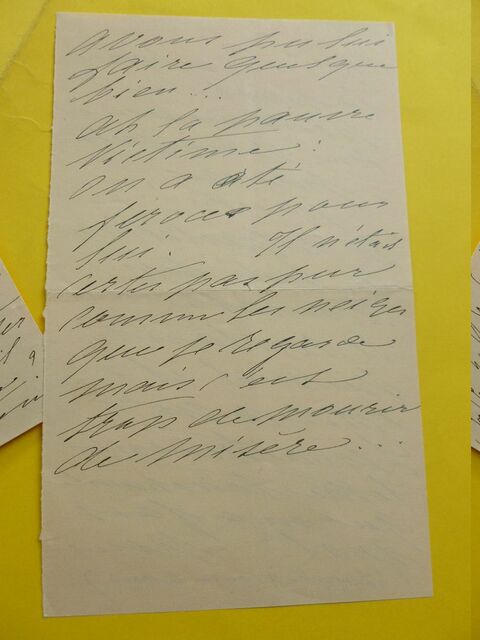 avons pu lui
faire quelque
bien...
ah la pauvre
victime !
on a été
feroce pour
lui. Il n'était
certes pas pur
comme les neiges
que je regarde
mais c'est
trop de mourir
de misère...